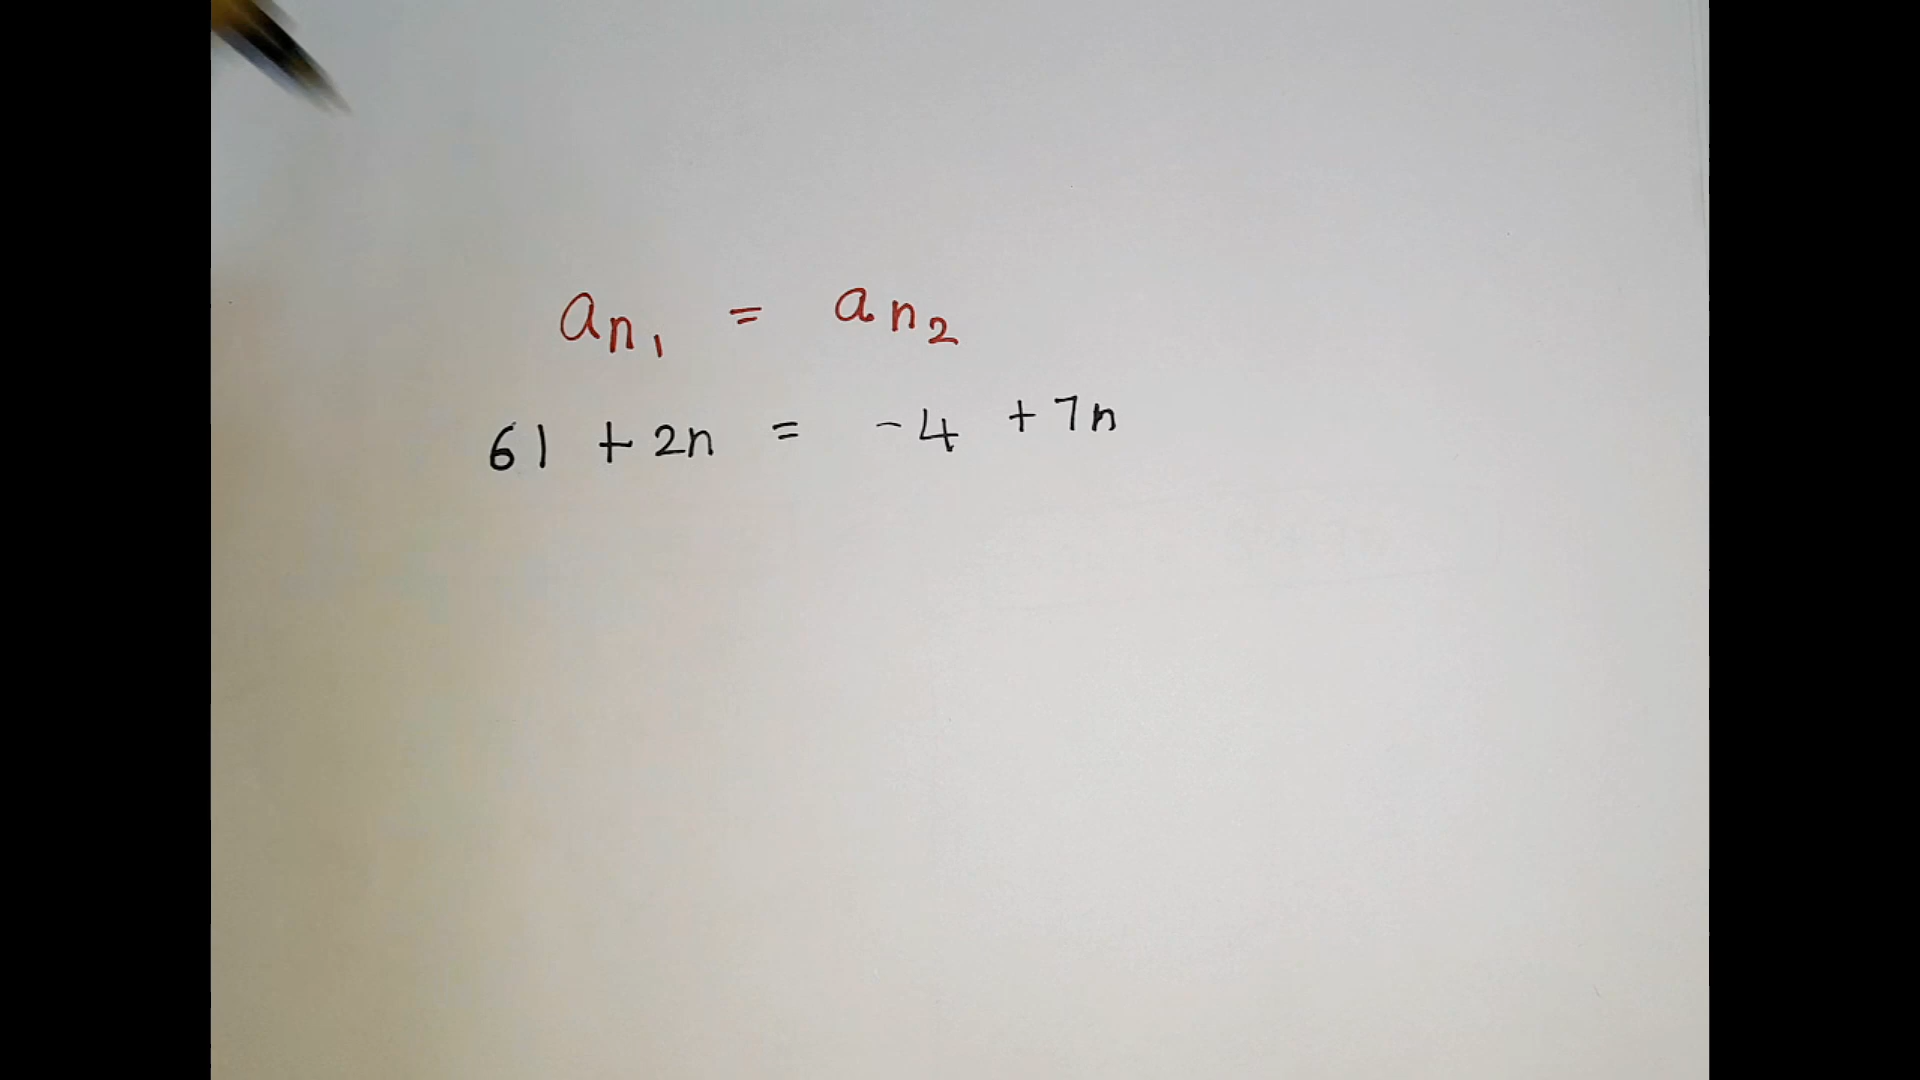 an₁ = an₂
61 + 2n = -4 + 7n